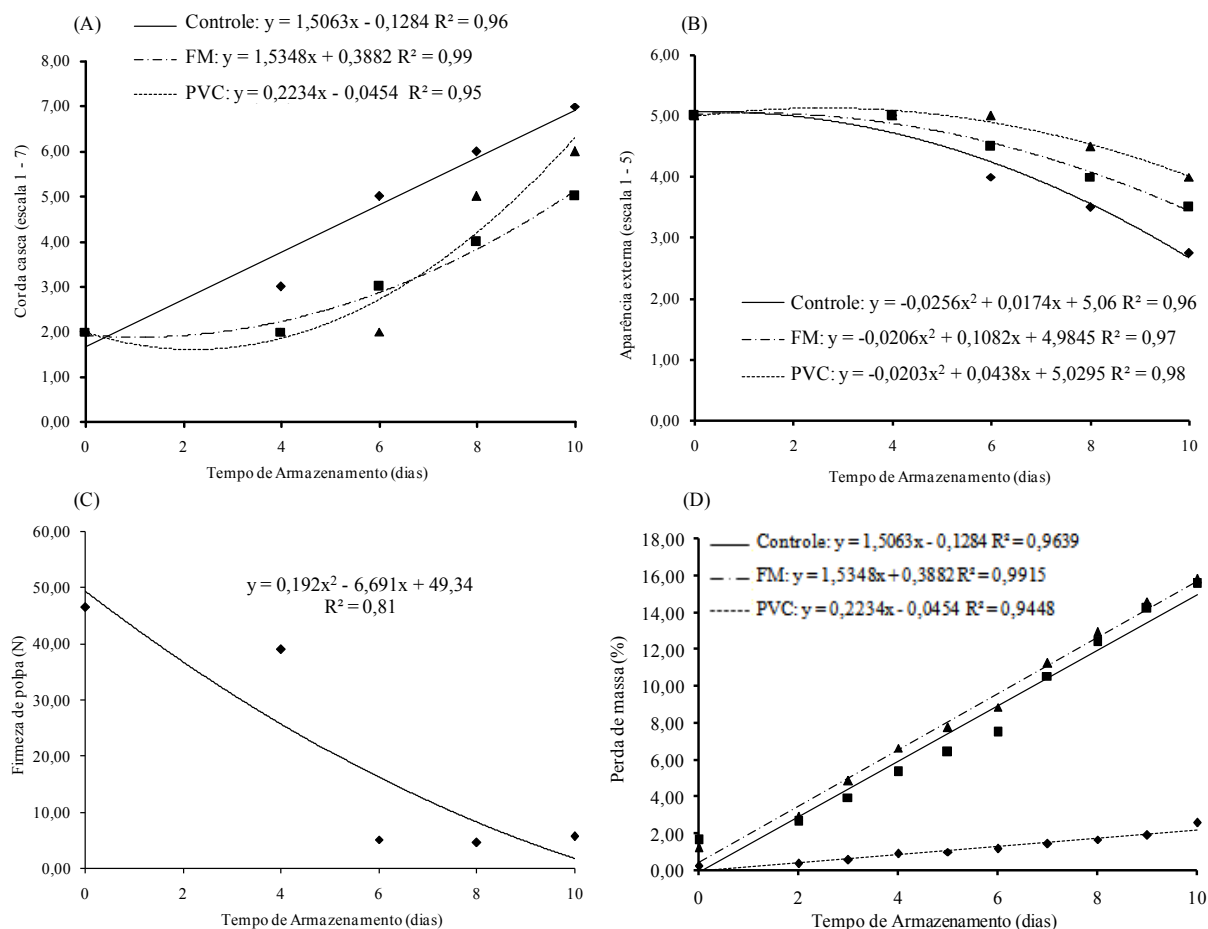 (A)
Controle: y = 1,5063x - 0,1284 R² = 0,96
FM: y = 1,5348x + 0,3882 R² = 0,99
PVC: y = 0,2234x - 0,0454 R² = 0,95
8,00
7,00
6,00
5,00
4,00
3,00
2,00
1,00
0,00
Cor da casca (escala 1 - 7)
0 2 4 6 8 10
Tempo de Armazenamento (dias)
(B)
6,00
5,00
4,00
3,00
2,00
1,00
0,00
Aparência externa (escala 1 - 5)
Controle: y = -0,0256x² + 0,0174x + 5,06 R² = 0,96
FM: y = -0,0206x² + 0,1082x + 4,9845 R² = 0,97
PVC: y = -0,0203x² + 0,0438x + 5,0295 R² = 0,98
0 2 4 6 8 10
Tempo de Armazenamento (dias)
(C)
60,00
50,00
40,00
30,00
20,00
10,00
0,00
Firmeza de polpa (N)
y = 0,192x² - 6,691x + 49,34
R² = 0,81
0 2 4 6 8 10
Tempo de Armazenamento (dias)
(D)
18,00
16,00
14,00
12,00
10,00
8,00
6,00
4,00
2,00
0,00
Perda de massa (%)
Controle: y = 1,5063x - 0,1284 R² = 0,9639
FM: y = 1,5348x + 0,3882 R² = 0,9915
PVC: y = 0,2234x - 0,0454 R² = 0,9448
0 2 4 6 8 10
Tempo de Armazenamento (dias)